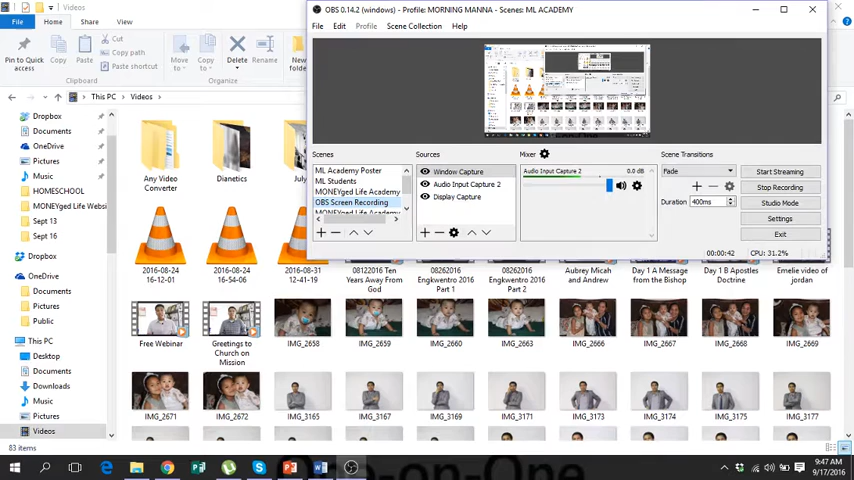 Videos
OBS 0.14.2 (windows) - Profile: MORNING MANNA - Scenes: ML ACADEMY
File Home Share View
File Edit Profile Scene Collection Help
Pin to Quick access
Copy
Paste
Cut
Copy path
Paste shortcut
Move to
Copy to
Delete
Rename
New
Clipboard
Organize
This PC > Videos
Dropbox
Documents
OneDrive
Music
HOMESCHOOL
MONEYged Life Websi
Sept 13
Sept 16
Dropbox
OneDrive
Documents
Pictures
Public
This PC
Desktop
Documents
Downloads
Music
Pictures
Videos
83 items
Scenes
ML Academy Poster
ML Students
MONEYged Life Academy
OBS Screen Recording
MONEYged Life Academy
Sources
Window Capture
Audio Input Capture 2
Display Capture
Mixer
Audio Input Capture 2 0.0 dB
Scene Transitions
Fade
Duration 400ms
Start Streaming
Stop Recording
Studio Mode
Settings
Exit
00:00:42 CPU: 31.2%
Any Video Converter
Dianetics
July
2016-08-24 16-12-01
2016-08-24 16-54-06
2016-08-31 12-41-19
08122016 Ten Years Away From God
08262016 Engkwentro 2016 Part 1
08262016 Engkwentro 2016 Part 2
Aubrey Micah and Andrew
Day 1 A Message from the Bishop
Day 1 B Apostles Doctrine
Emelie video of jordan
Free Webinar
Greetings to Church on Mission
IMG_2658
IMG_2659
IMG_2660
IMG_2663
IMG_2666
IMG_2667
IMG_2668
IMG_2669
IMG_2671
IMG_2672
IMG_3165
IMG_3167
IMG_3169
IMG_3171
IMG_3173
IMG_3174
IMG_3175
IMG_3177
9:47 AM
9/17/2016